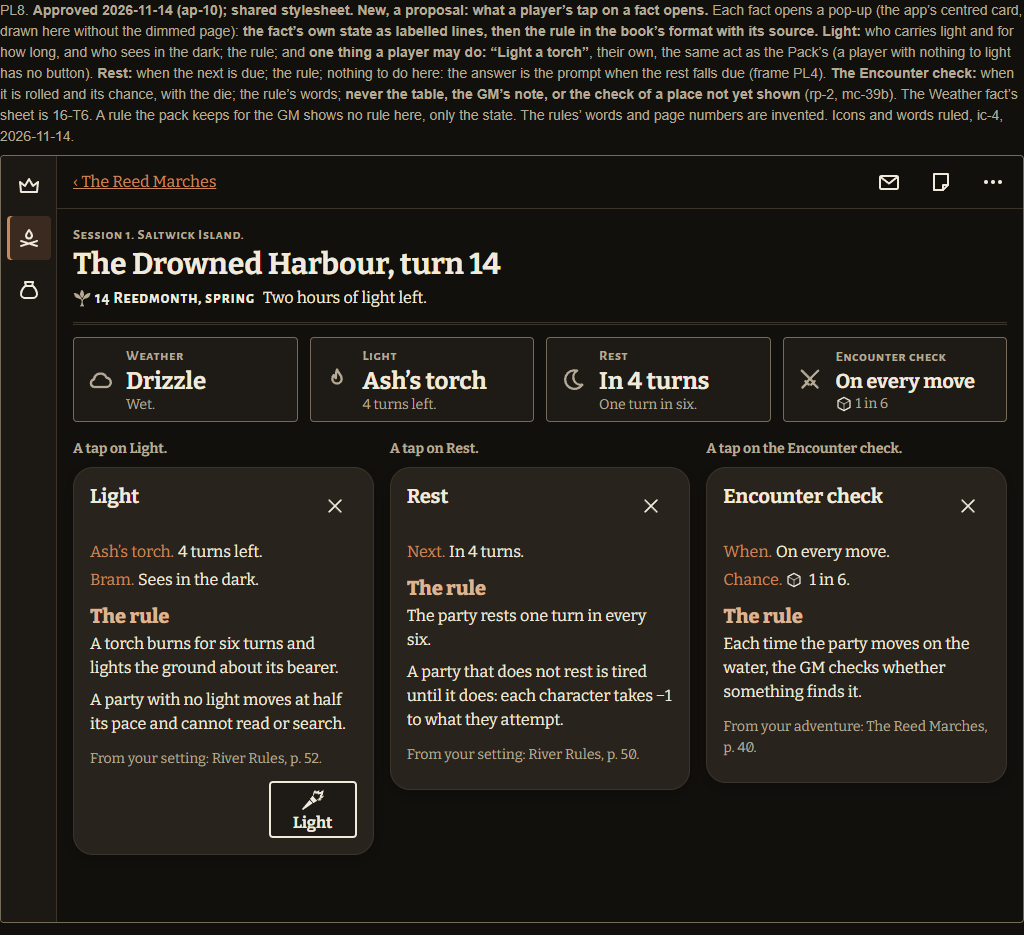 PL8. Approved 2026-11-14 (ap-10); shared stylesheet. New, a proposal: what a player's tap on a fact opens. Each fact opens a pop-up (the app's centred card,
drawn here without the dimmed page): the fact's own state as labelled lines, then the rule in the book's format with its source. Light: who carries light and for
how long, and who sees in the dark; the rule; and one thing a player may do: “Light a torch”, their own, the same act as the Pack's (a player with nothing to light
has no button). Rest: when the next is due; the rule; nothing to do here: the answer is the prompt when the rest falls due (frame PL4). The Encounter check: when
it is rolled and its chance, with the die; the rule's words; never the table, the GM's note, or the check of a place not yet shown (rp-2, mc-39b). The Weather fact's
sheet is 16-T6. A rule the pack keeps for the GM shows no rule here, only the state. The rules' words and page numbers are invented. Icons and words ruled, ic-4,
2026-11-14.
‹ The Reed Marches
Session 1. Saltwick Island.
The Drowned Harbour, turn 14
14 Reedmonth, spring Two hours of light left.
Weather
Drizzle
Wet.
Light
Ash’s torch
4 turns left.
Rest
In 4 turns
One turn in six.
Encounter check
On every move
1 in 6
A tap on Light.
Light
Ash’s torch. 4 turns left.
Bram. Sees in the dark.
The rule
A torch burns for six turns and
lights the ground about its bearer.
A party with no light moves at half
its pace and cannot read or search.
From your setting: River Rules, p. 52.
Light
A tap on Rest.
Rest
Next. In 4 turns.
The rule
The party rests one turn in every
six.
A party that does not rest is tired
until it does: each character takes −1
to what they attempt.
From your setting: River Rules, p. 50.
A tap on the Encounter check.
Encounter check
When. On every move.
Chance. 1 in 6.
The rule
Each time the party moves on the
water, the GM checks whether
something finds it.
From your adventure: The Reed Marches,
p. 40.